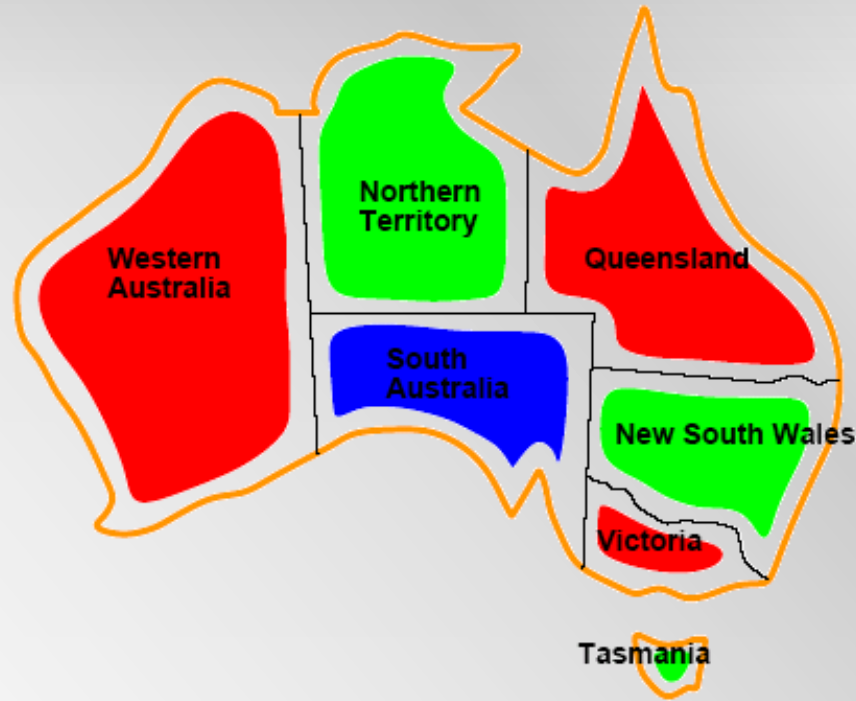 Northern
Territory
Western
Australia
Queensland
South
Australia
New South Wales
Victoria
Tasmania